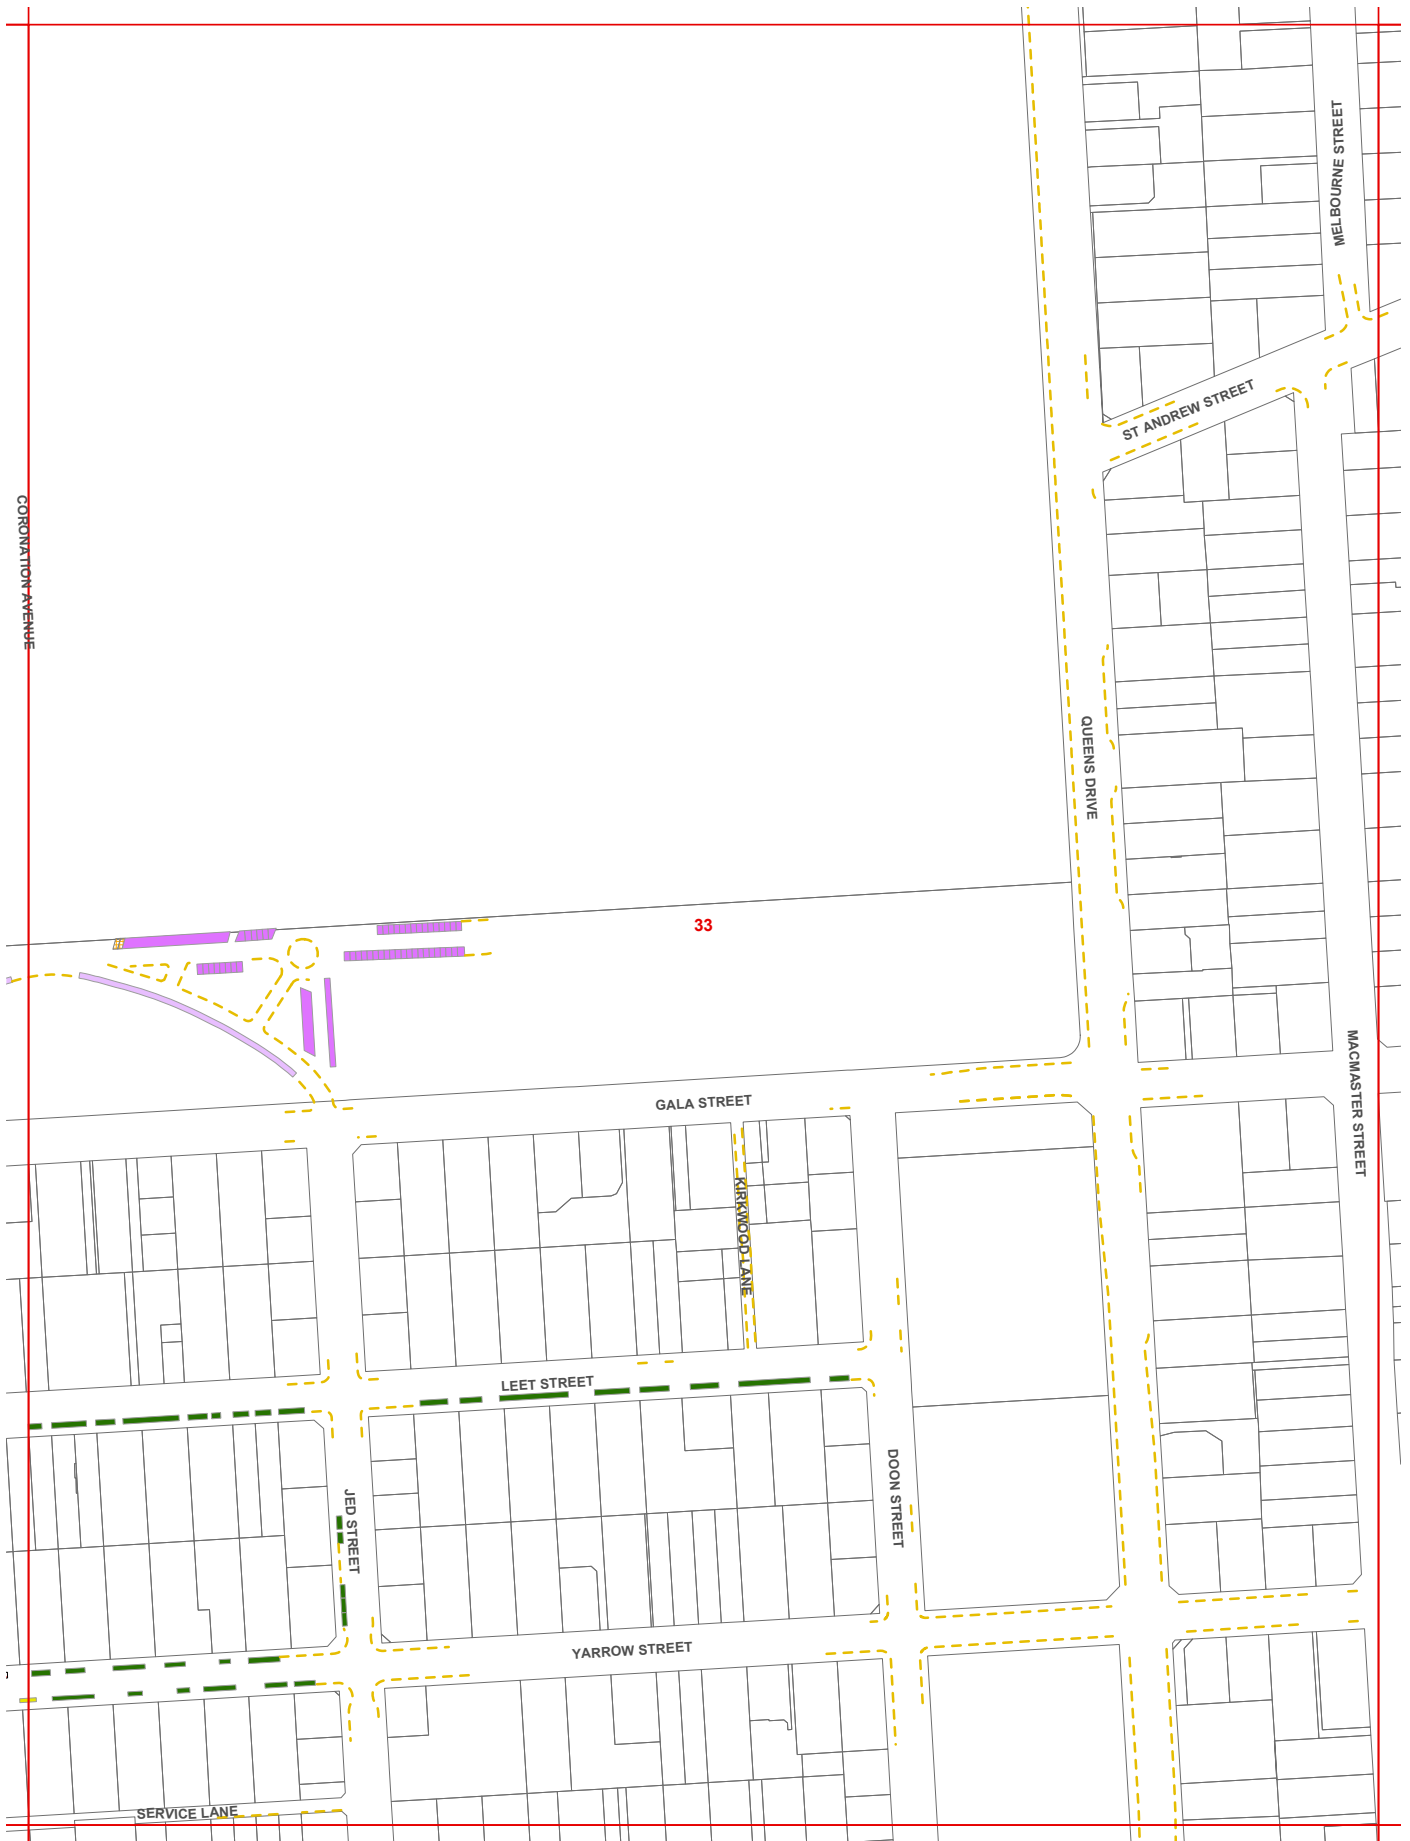 MELBOURNE STREET
ST ANDREW STREET
CORONATION AVENUE
QUEENS DRIVE
33
MACMASTER STREET
GALA STREET
KIRKWOOD LANE
LEET STREET
DOON STREET
JED STREET
YARROW STREET
SERVICE LANE